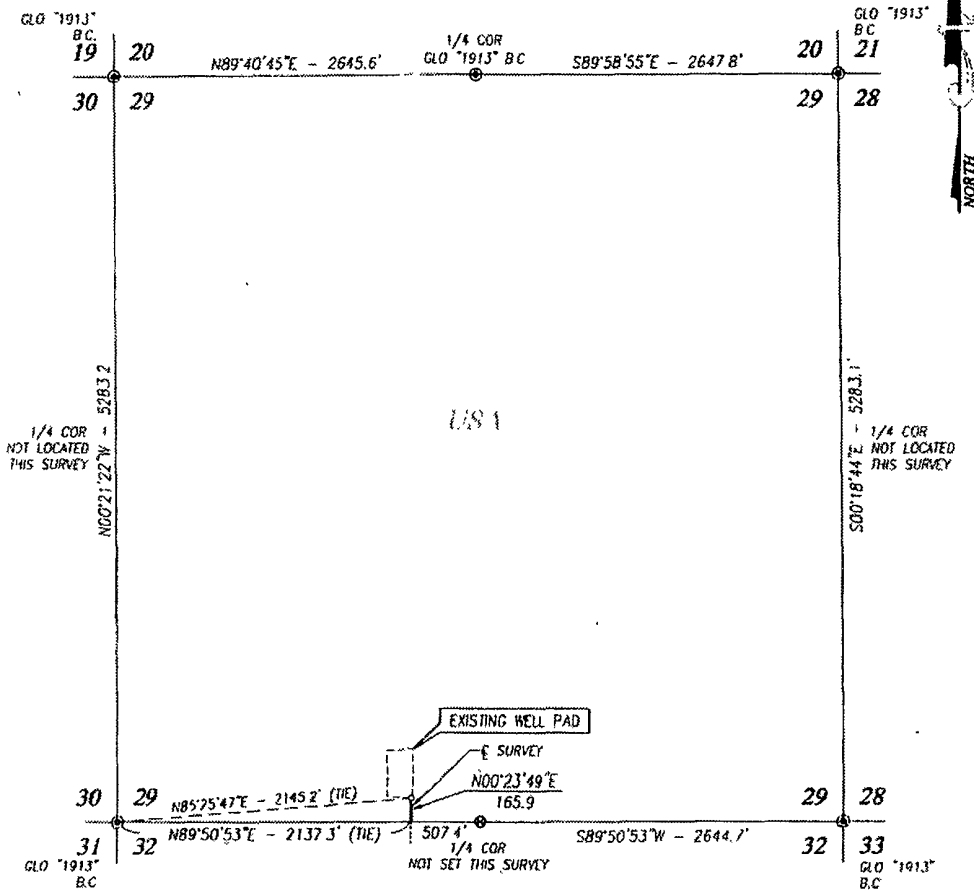 GLO "1913"
B.C.
19 20
30 29
N89°40'45"E - 2645.6'
1/4 COR
GLO "1913" B C
S89°58'55"E - 2647 8'
GLO "1913"
B C
20 21
29 28
NORTH
N00°21'22"W - 5283 2
1/4 COR
NOT LOCATED
THIS SURVEY
USA
S00°18'44"E - 5283.1'
1/4 COR
NOT LOCATED
THIS SURVEY
EXISTING WELL PAD
℄ SURVEY
N00°23'49"E
165.9
30 29
31 32
GLO "1913"
B.C
N85°25'47"E - 2145.2' (TIE)
N89°50'53"E - 2137.3' (TIE)
507 4'
1/4 COR
NOT SET THIS SURVEY
S89°50'53"W - 2644.7'
29 28
32 33
GLO "1913"
B.C